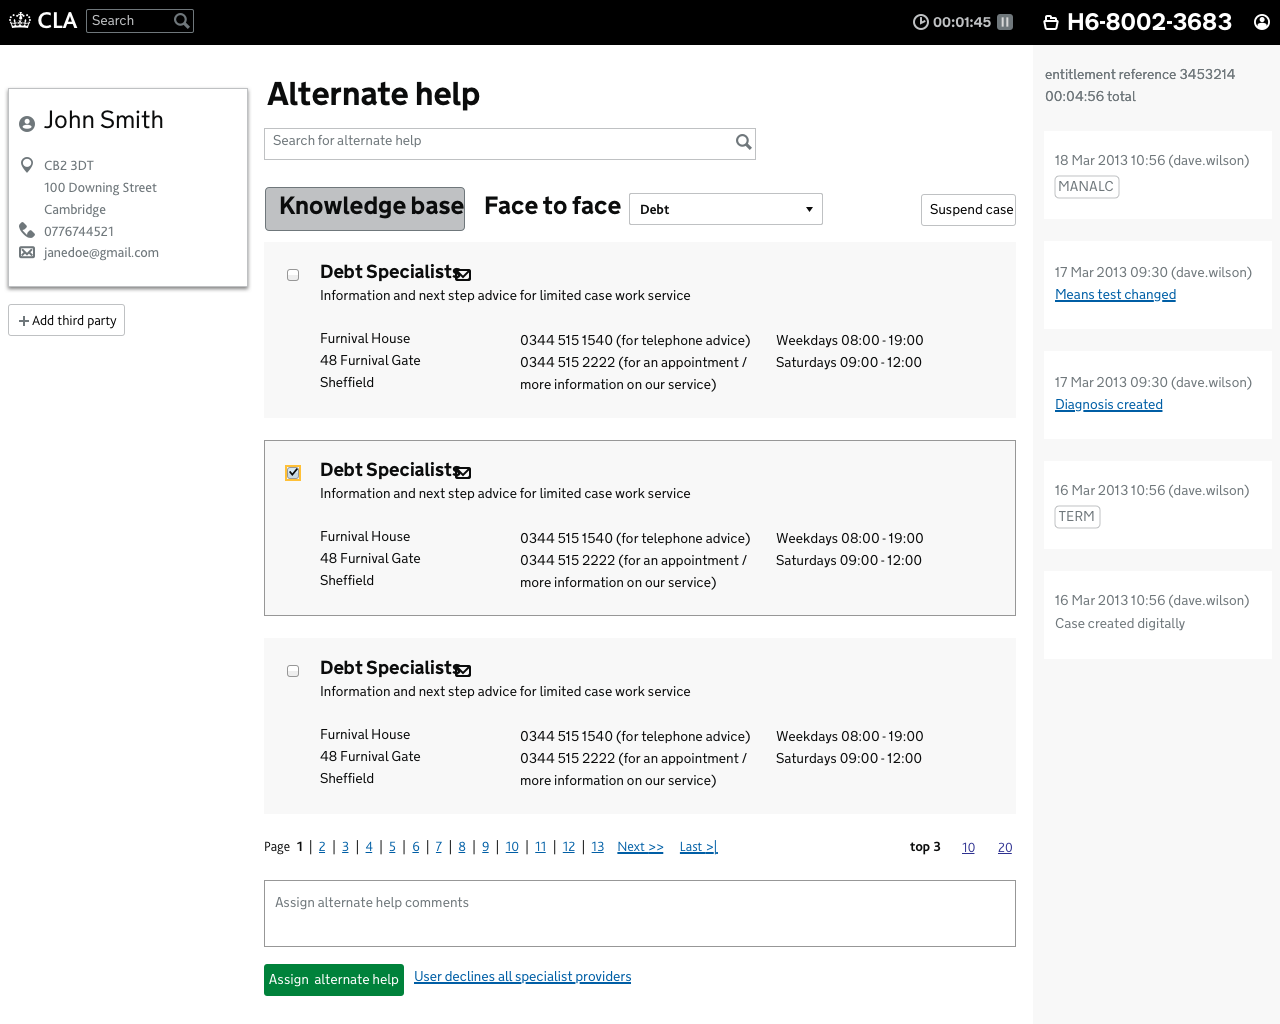 CLA
Search
00:01:45
H6-8002-3683
John Smith
CB2 3DT
100 Downing Street
Cambridge
0776744521
janedoe@gmail.com
Add third party
Alternate help
Search for alternate help
Knowledge base
Face to face
Debt
Suspend case
Debt Specialists
Information and next step advice for limited case work service
Furnival House
48 Furnival Gate
Sheffield
0344 515 1540 (for telephone advice)
0344 515 2222 (for an appointment /
more information on our service)
Weekdays 08:00 - 19:00
Saturdays 09:00 - 12:00
Debt Specialists
Information and next step advice for limited case work service
Furnival House
48 Furnival Gate
Sheffield
0344 515 1540 (for telephone advice)
0344 515 2222 (for an appointment /
more information on our service)
Weekdays 08:00 - 19:00
Saturdays 09:00 - 12:00
Debt Specialists
Information and next step advice for limited case work service
Furnival House
48 Furnival Gate
Sheffield
0344 515 1540 (for telephone advice)
0344 515 2222 (for an appointment /
more information on our service)
Weekdays 08:00 - 19:00
Saturdays 09:00 - 12:00
Page 1 | 2 | 3 | 4 | 5 | 6 | 7 | 8 | 9 | 10 | 11 | 12 | 13 Next >> Last >|
top 3 10 20
Assign alternate help comments
Assign alternate help
User declines all specialist providers
entitlement reference 3453214
00:04:56 total
18 Mar 2013 10:56 (dave.wilson)
MANALC
17 Mar 2013 09:30 (dave.wilson)
Means test changed
17 Mar 2013 09:30 (dave.wilson)
Diagnosis created
16 Mar 2013 10:56 (dave.wilson)
TERM
16 Mar 2013 10:56 (dave.wilson)
Case created digitally